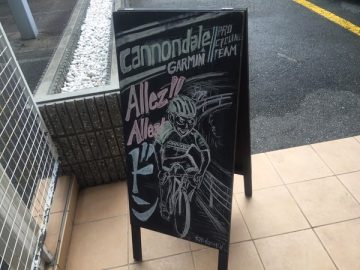 cannondale
GARMIN
PRO
CYCLING
TEAM
Allez!!
Allez!
ドン